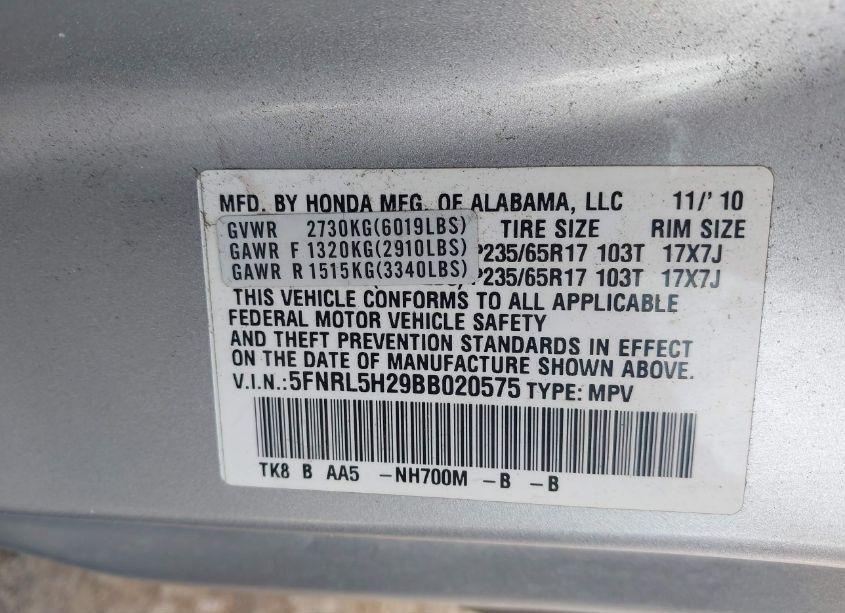 MFD. BY HONDA MFG. OF ALABAMA, LLC 11/' 10
GVWR 2730KG(6019LBS) TIRE SIZE RIM SIZE
GAWR F 1320KG(2910LBS) P235/65R17 103T 17X7J
GAWR R 1515KG(3340LBS) P235/65R17 103T 17X7J
THIS VEHICLE CONFORMS TO ALL APPLICABLE
FEDERAL MOTOR VEHICLE SAFETY
AND THEFT PREVENTION STANDARDS IN EFFECT
ON THE DATE OF MANUFACTURE SHOWN ABOVE.
V.I.N.:5FNRL5H29BB020575 TYPE: MPV
TK8 B AA5 -NH700M -B -B